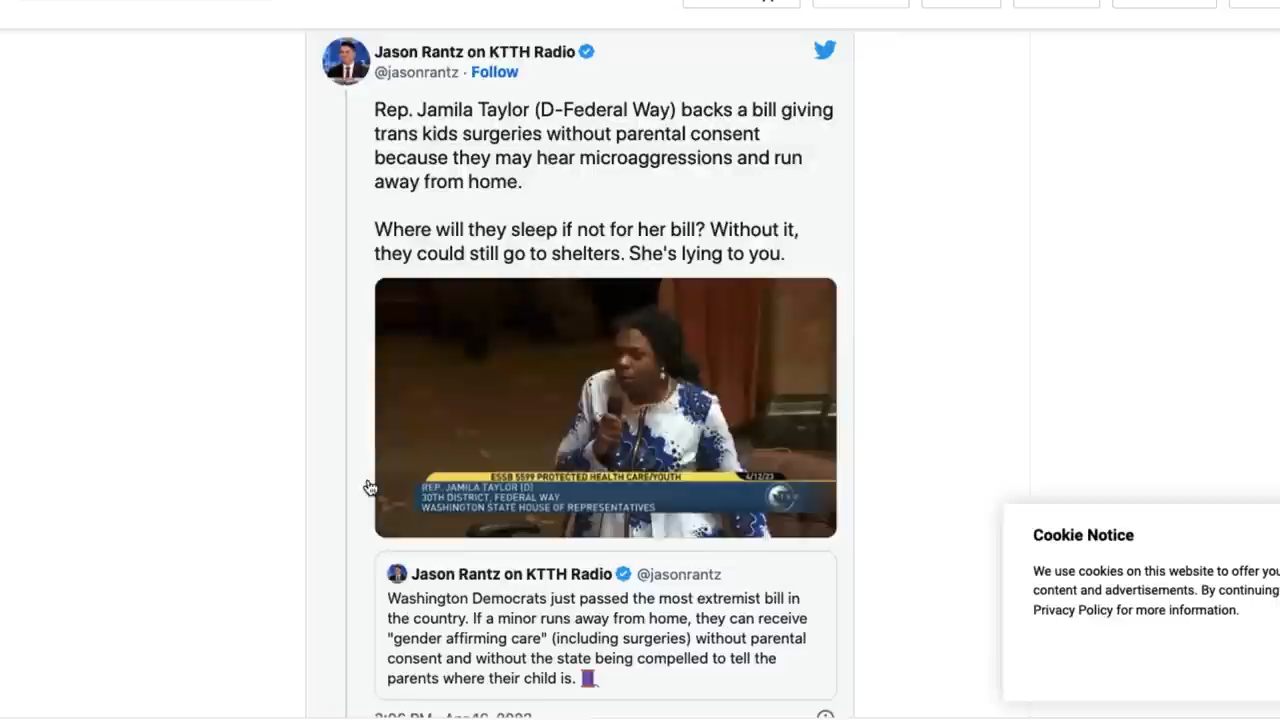 Jason Rantz on KTTH Radio
@jasonrantz · Follow
Rep. Jamila Taylor (D-Federal Way) backs a bill giving
trans kids surgeries without parental consent
because they may hear microaggressions and run
away from home.
Where will they sleep if not for her bill? Without it,
they could still go to shelters. She's lying to you.
ESSB 5599 PROTECTED HEALTH CARE/YOUTH
4/12/23
REP. JAMILA TAYLOR (D)
30TH DISTRICT, FEDERAL WAY
WASHINGTON STATE HOUSE OF REPRESENTATIVES
Jason Rantz on KTTH Radio @jasonrantz
Washington Democrats just passed the most extremist bill in
the country. If a minor runs away from home, they can receive
"gender affirming care" (including surgeries) without parental
consent and without the state being compelled to tell the
parents where their child is.
Cookie Notice
We use cookies on this website to offer you
content and advertisements. By continuing
Privacy Policy for more information.